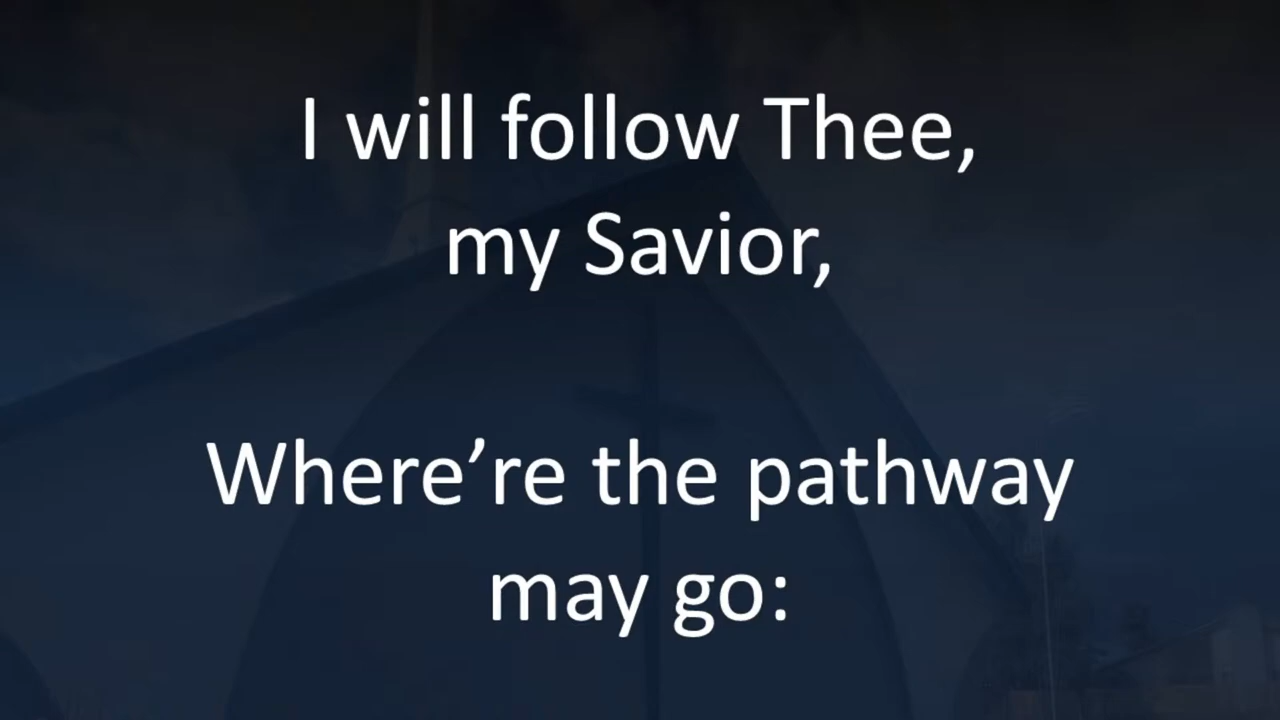 I will follow Thee,
my Savior,
Where’re the pathway
may go: